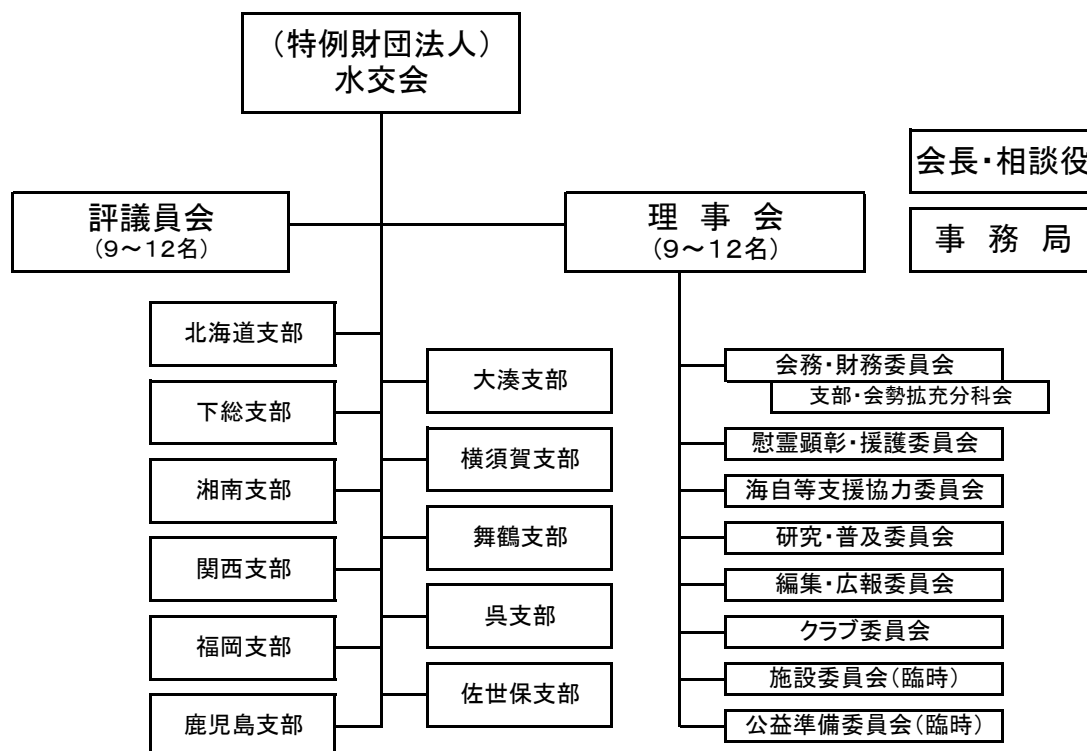 (特例財団法人)
水交会
会長・相談役
事務局
評議員会
(9～12名)
理事会
(9～12名)
北海道支部
下総支部
湘南支部
関西支部
福岡支部
鹿児島支部
大湊支部
横須賀支部
舞鶴支部
呉支部
佐世保支部
会務・財務委員会
支部・会勢拡充分科会
慰霊顕彰・援護委員会
海自等支援協力委員会
研究・普及委員会
編集・広報委員会
クラブ委員会
施設委員会(臨時)
公益準備委員会(臨時)